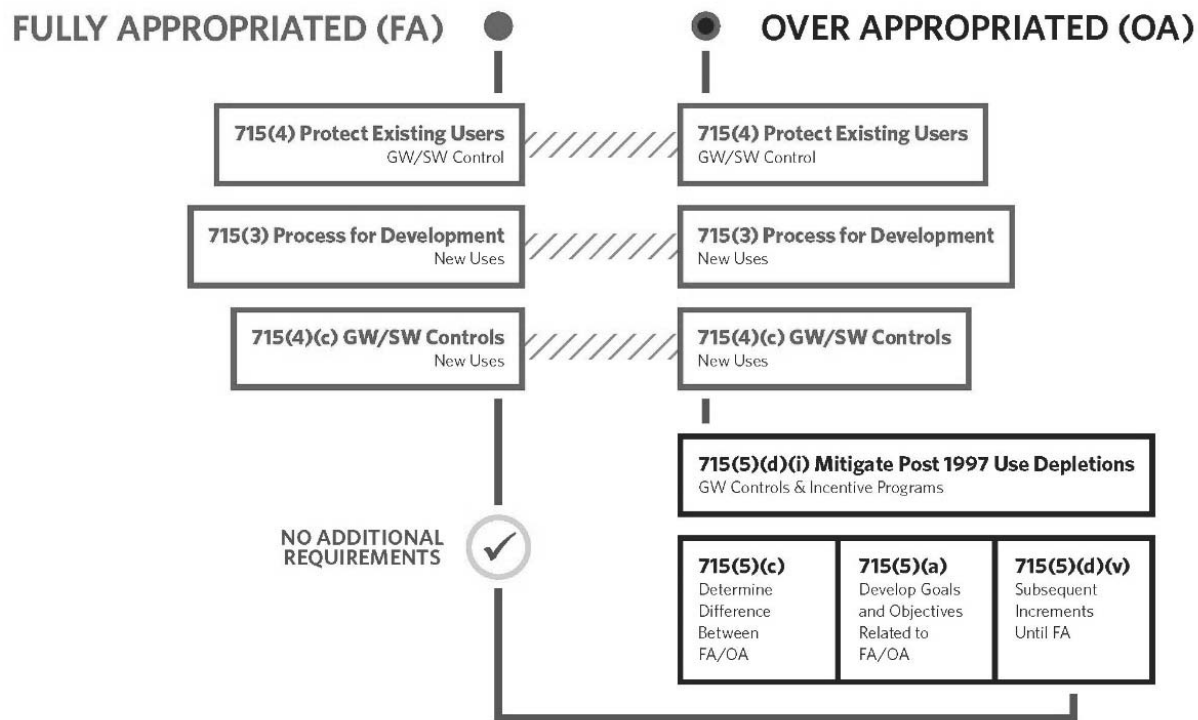 FULLY APPROPRIATED (FA)
OVER APPROPRIATED (OA)
715(4) Protect Existing Users
GW/SW Control
715(4) Protect Existing Users
GW/SW Control
715(3) Process for Development
New Uses
715(3) Process for Development
New Uses
715(4)(c) GW/SW Controls
New Uses
715(4)(c) GW/SW Controls
New Uses
715(5)(d)(i) Mitigate Post 1997 Use Depletions
GW Controls & Incentive Programs
NO ADDITIONAL
REQUIREMENTS
715(5)(c)
Determine
Difference
Between
FA/OA
715(5)(a)
Develop Goals
and Objectives
Related to
FA/OA
715(5)(d)(v)
Subsequent
Increments
Until FA